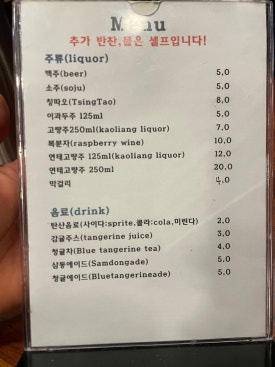 Menu
추가 반찬,물은 셀프입니다!
주류(liquor)
맥주(beer) 5.0
소주(soju) 5.0
칭따오(TsingTao) 8.0
이과두주 125ml 5.0
고량주250ml(kaoliang liquor) 7.0
복분자(raspberry wine) 10.0
연태고량주 125ml(kaoliang liquor) 12.0
연태고량주 250ml 20.0
막걸리 4.0
음료(drink)
탄산음료(사이다:sprite,콜라:cola,미린다) 2.0
감귤주스(tangerine juice) 3.0
청귤차(Blue tangerine tea) 4.0
삼동에이드(Samdongade) 5.0
청귤에이드(Bluetangerineade) 5.0